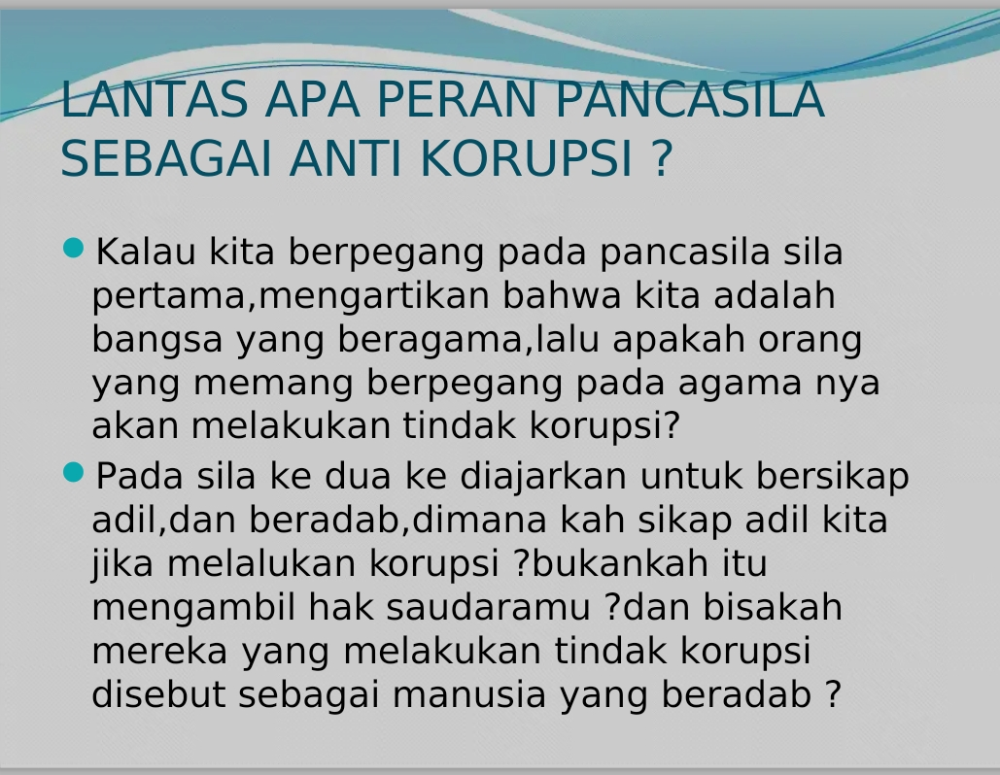 LANTAS APA PERAN PANCASILA
SEBAGAI ANTI KORUPSI ?
Kalau kita berpegang pada pancasila sila
pertama,mengartikan bahwa kita adalah
bangsa yang beragama,lalu apakah orang
yang memang berpegang pada agama nya
akan melakukan tindak korupsi?
Pada sila ke dua ke diajarkan untuk bersikap
adil,dan beradab,dimana kah sikap adil kita
jika melalukan korupsi ?bukankah itu
mengambil hak saudaramu ?dan bisakah
mereka yang melakukan tindak korupsi
disebut sebagai manusia yang beradab ?